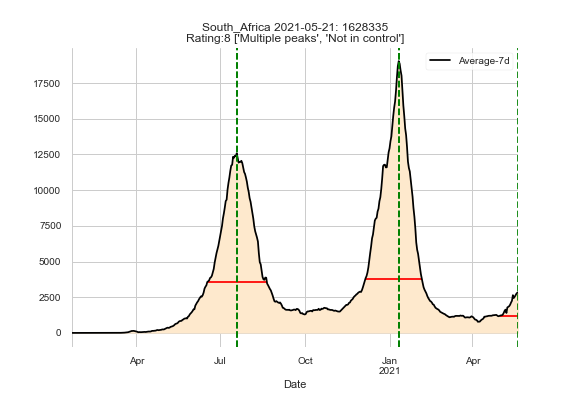 South_Africa 2021-05-21: 1628335
Rating:8 ['Multiple peaks', 'Not in control']
Average-7d
17500
15000
12500
10000
7500
5000
2500
0
Apr
Jul
Oct
Jan
2021
Apr
Date